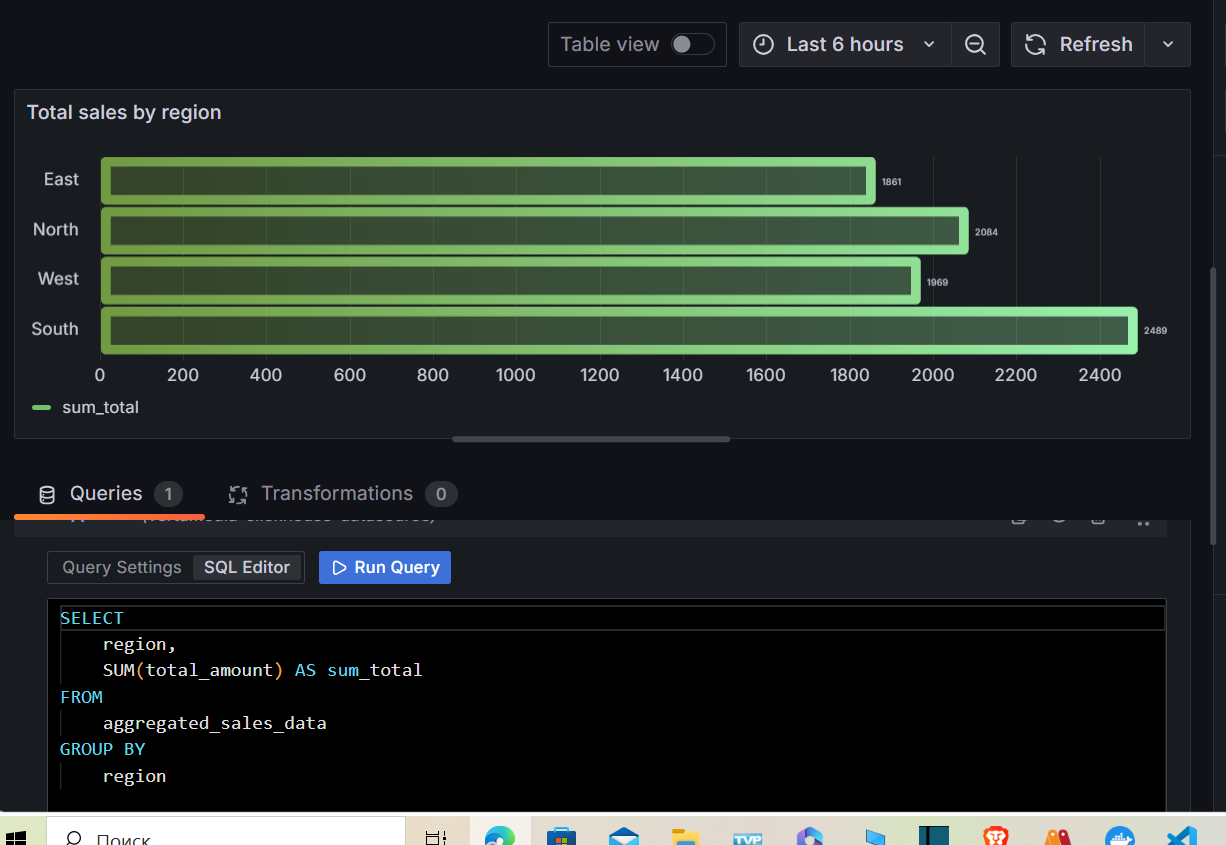 Table view
Last 6 hours
Refresh
Total sales by region
East
1861
North
2084
West
1969
South
2489
0 200 400 600 800 1000 1200 1400 1600 1800 2000 2200 2400
sum_total
Queries 1
Transformations 0
Query Settings SQL Editor Run Query
SELECT
region,
SUM(total_amount) AS sum_total
FROM
aggregated_sales_data
GROUP BY
region
Поиск
TVP